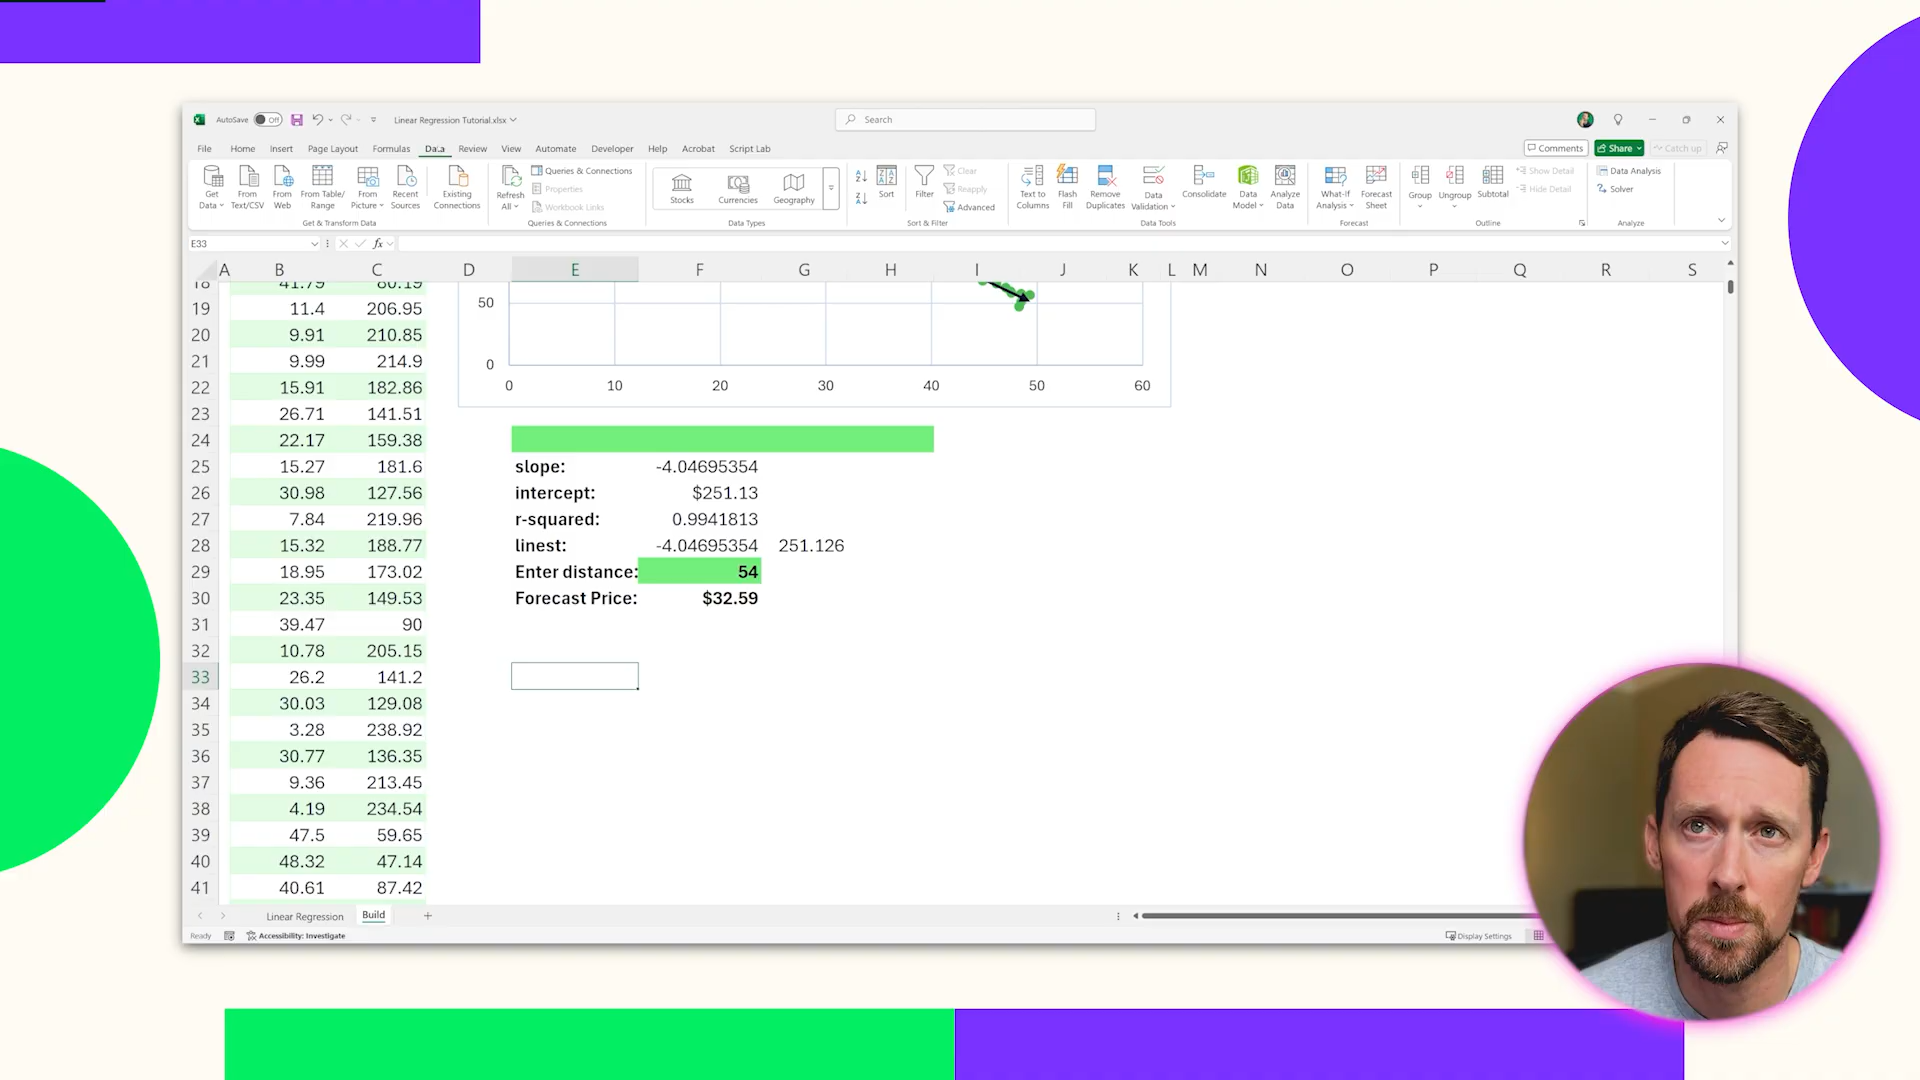 AutoSave Off Linear Regression Tutorial.xlsx Search
File Home Insert Page Layout Formulas Data Review View Automate Developer Help Acrobat Script Lab Comments Share Catch up
Get Data From Text/CSV From Web From Table/ Range From Picture Recent Sources Existing Connections
Get & Transform Data
Refresh All Queries & Connections Properties Workbook Links
Queries & Connections
Stocks Currencies Geography
Data Types
Sort Filter Clear Reapply Advanced
Sort & Filter
Text to Columns Flash Fill Remove Duplicates Data Validation Consolidate Data Model Analyze Data
Data Tools
What-If Analysis Forecast Sheet
Forecast
Group Ungroup Subtotal Show Detail Hide Detail
Outline
Data Analysis Solver
Analyze
E33 fx
A B C D E F G H I J K L M N O P Q R S
18 41.79 80.19
19 11.4 206.95
20 9.91 210.85
21 9.99 214.9
22 15.91 182.86
23 26.71 141.51
24 22.17 159.38
25 15.27 181.6
26 30.98 127.56
27 7.84 219.96
28 15.32 188.77
29 18.95 173.02
30 23.35 149.53
31 39.47 90
32 10.78 205.15
33 26.2 141.2
34 30.03 129.08
35 3.28 238.92
36 30.77 136.35
37 9.36 213.45
38 4.19 234.54
39 47.5 59.65
40 48.32 47.14
41 40.61 87.42
50
0
0 10 20 30 40 50 60
slope: -4.04695354
intercept: $251.13
r-squared: 0.9941813
linest: -4.04695354 251.126
Enter distance: 54
Forecast Price: $32.59
Linear Regression Build
Ready Accessibility: Investigate Display Settings